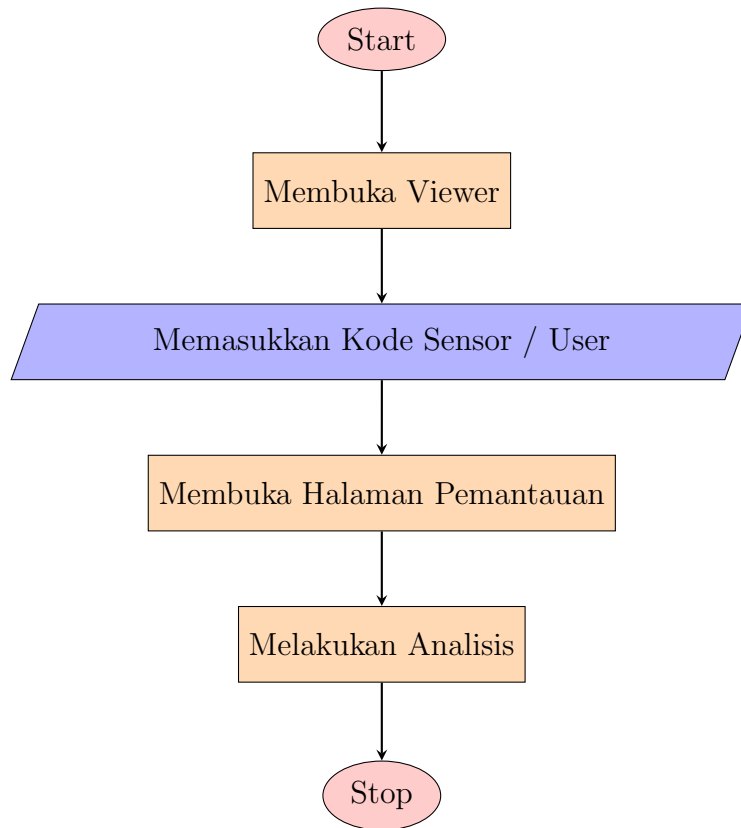 Start
Membuka Viewer
Memasukkan Kode Sensor / User
Membuka Halaman Pemantauan
Melakukan Analisis
Stop